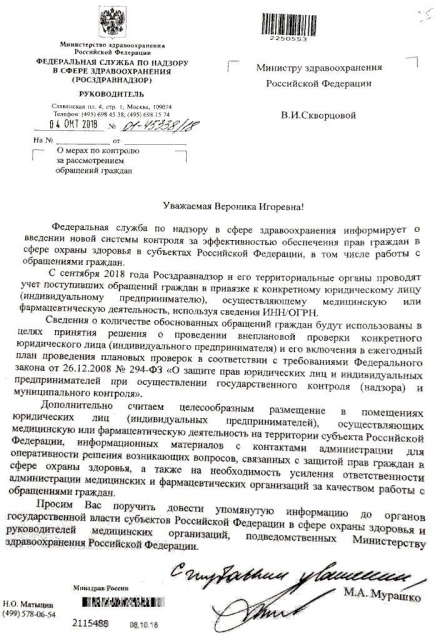 2250553
Министерство здравоохранения
Российской Федерации
ФЕДЕРАЛЬНАЯ СЛУЖБА ПО НАДЗОРУ
В СФЕРЕ ЗДРАВООХРАНЕНИЯ
(РОСЗДРАВНАДЗОР)
РУКОВОДИТЕЛЬ
Славянская пл. 4, стр. 1, Москва, 109074
Телефон: (495) 698 45 38; (495) 698 15 74
04 ОКТ 2018 № 01-45338/18
На № от
О мерах по контролю
за рассмотрением
обращений граждан
Министру здравоохранения
Российской Федерации
В.И.Скворцовой
Уважаемая Вероника Игоревна!
Федеральная служба по надзору в сфере здравоохранения информирует о
введении новой системы контроля за эффективностью обеспечения прав граждан в
сфере охраны здоровья в субъектах Российской Федерации, в том числе работы с
обращениями граждан.
С сентября 2018 года Росздравнадзор и его территориальные органы проводят
учет поступивших обращений граждан в привязке к конкретному юридическому лицу
(индивидуальному предпринимателю), осуществляющему медицинскую или
фармацевтическую деятельность, используя сведения ИНН/ОГРН.
Сведения о количестве обоснованных обращений граждан будут использованы в
целях принятия решения о проведении внеплановой проверки конкретного
юридического лица (индивидуального предпринимателя) и его включения в ежегодный
план проведения плановых проверок в соответствии с требованиями Федерального
закона от 26.12.2008 № 294-ФЗ «О защите прав юридических лиц и индивидуальных
предпринимателей при осуществлении государственного контроля (надзора) и
муниципального контроля».
Дополнительно считаем целесообразным размещение в помещениях
юридических лиц (индивидуальных предпринимателей), осуществляющих
медицинскую или фармацевтическую деятельность на территории субъекта Российской
Федерации, информационных материалов с контактами администрации для
оперативности решения возникающих вопросов, связанных с защитой прав граждан в
сфере охраны здоровья, а также на необходимость усиления ответственности
администрации медицинских и фармацевтических организаций за качеством работы с
обращениями граждан.
Просим Вас поручить довести упомянутую информацию до органов
государственной власти субъектов Российской Федерации в сфере охраны здоровья и
руководителей медицинских организаций, подведомственных Министерству
здравоохранения Российской Федерации.
С глубоким уважением
М.А. Мурашко
Минздрав России
Н.О. Матыцин
(499) 578-06-54
2115488 08.10.18